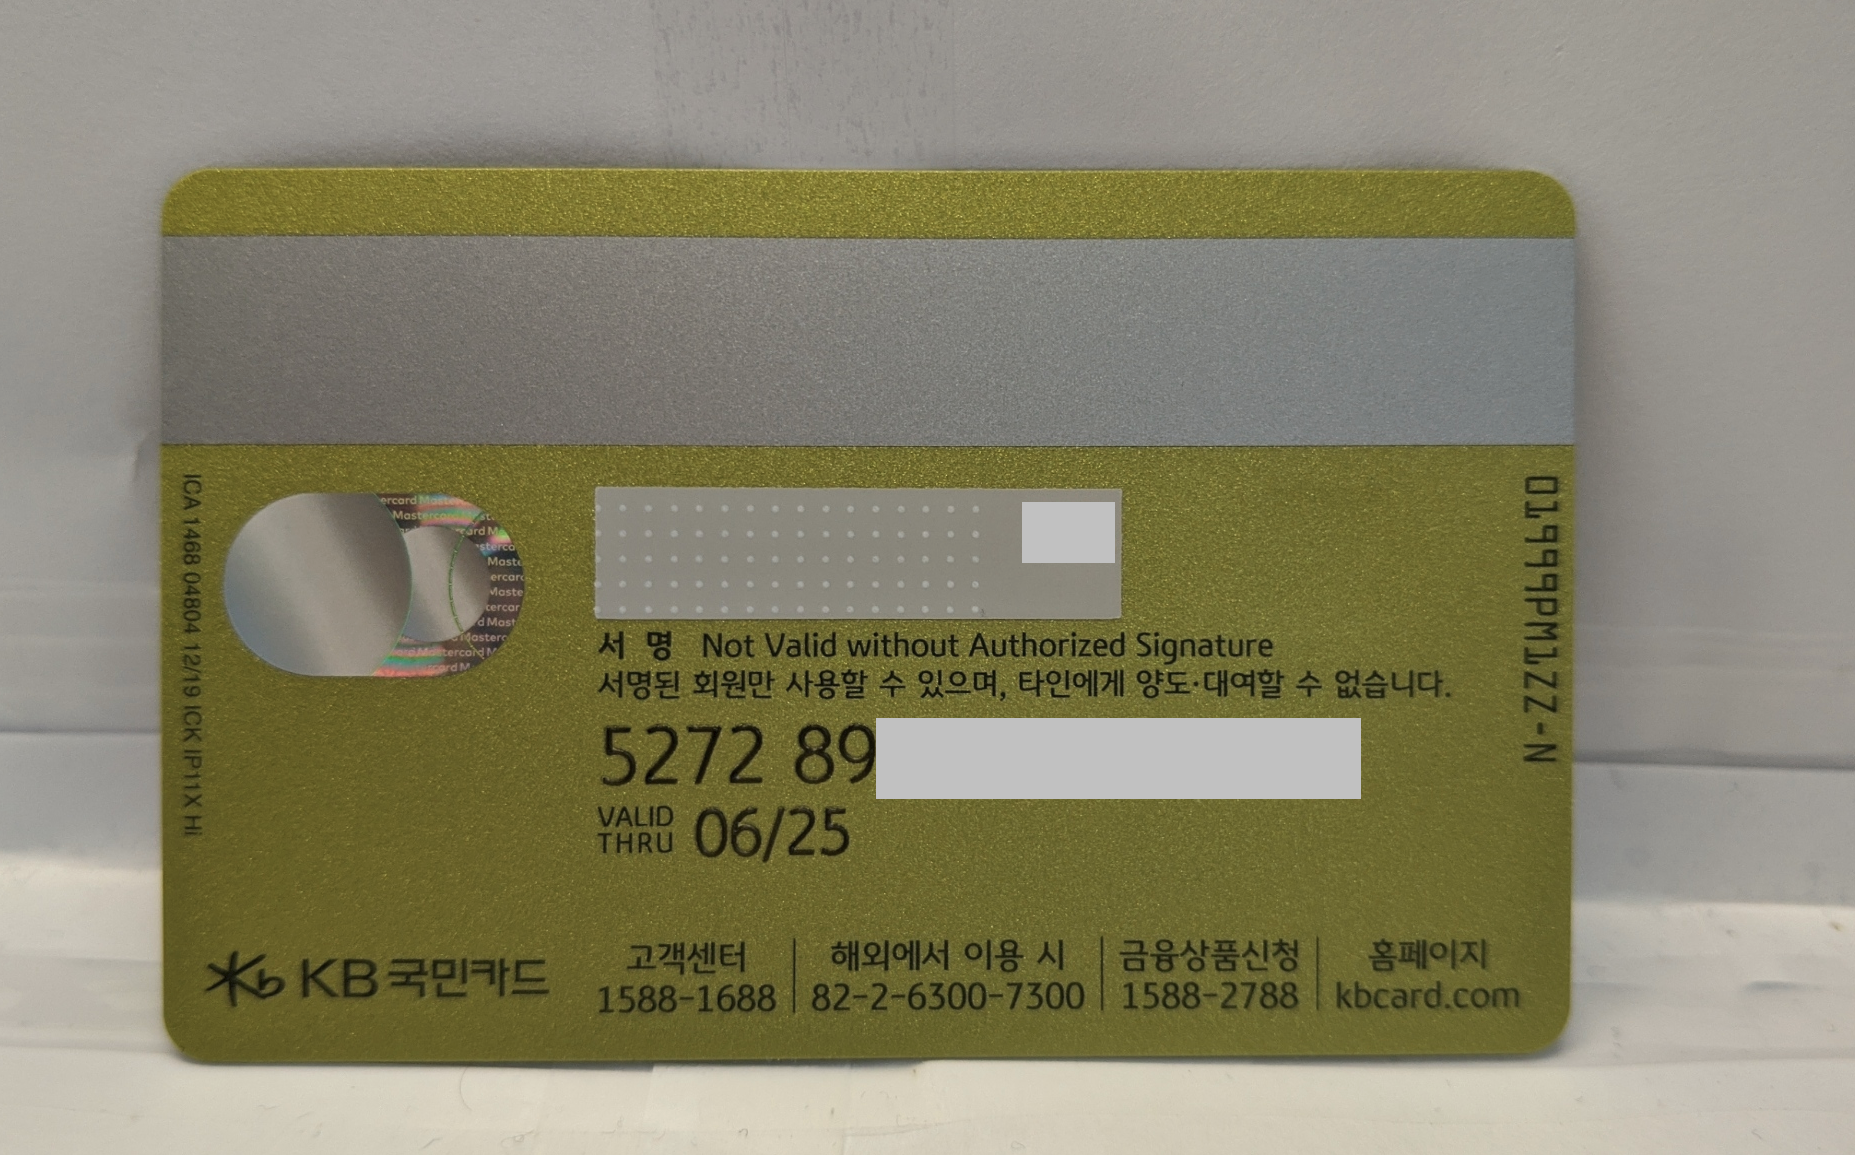 ICA 1468 04804 12/19 ICK IP11X Hi
서 명 Not Valid without Authorized Signature
서명된 회원만 사용할 수 있으며, 타인에게 양도·대여할 수 없습니다.
5272 89
VALID THRU 06/25
KB 국민카드
고객센터
1588-1688
해외에서 이용 시
82-2-6300-7300
금융상품신청
1588-2788
홈페이지
kbcard.com
01999PM1ZZ-N
Mastercard